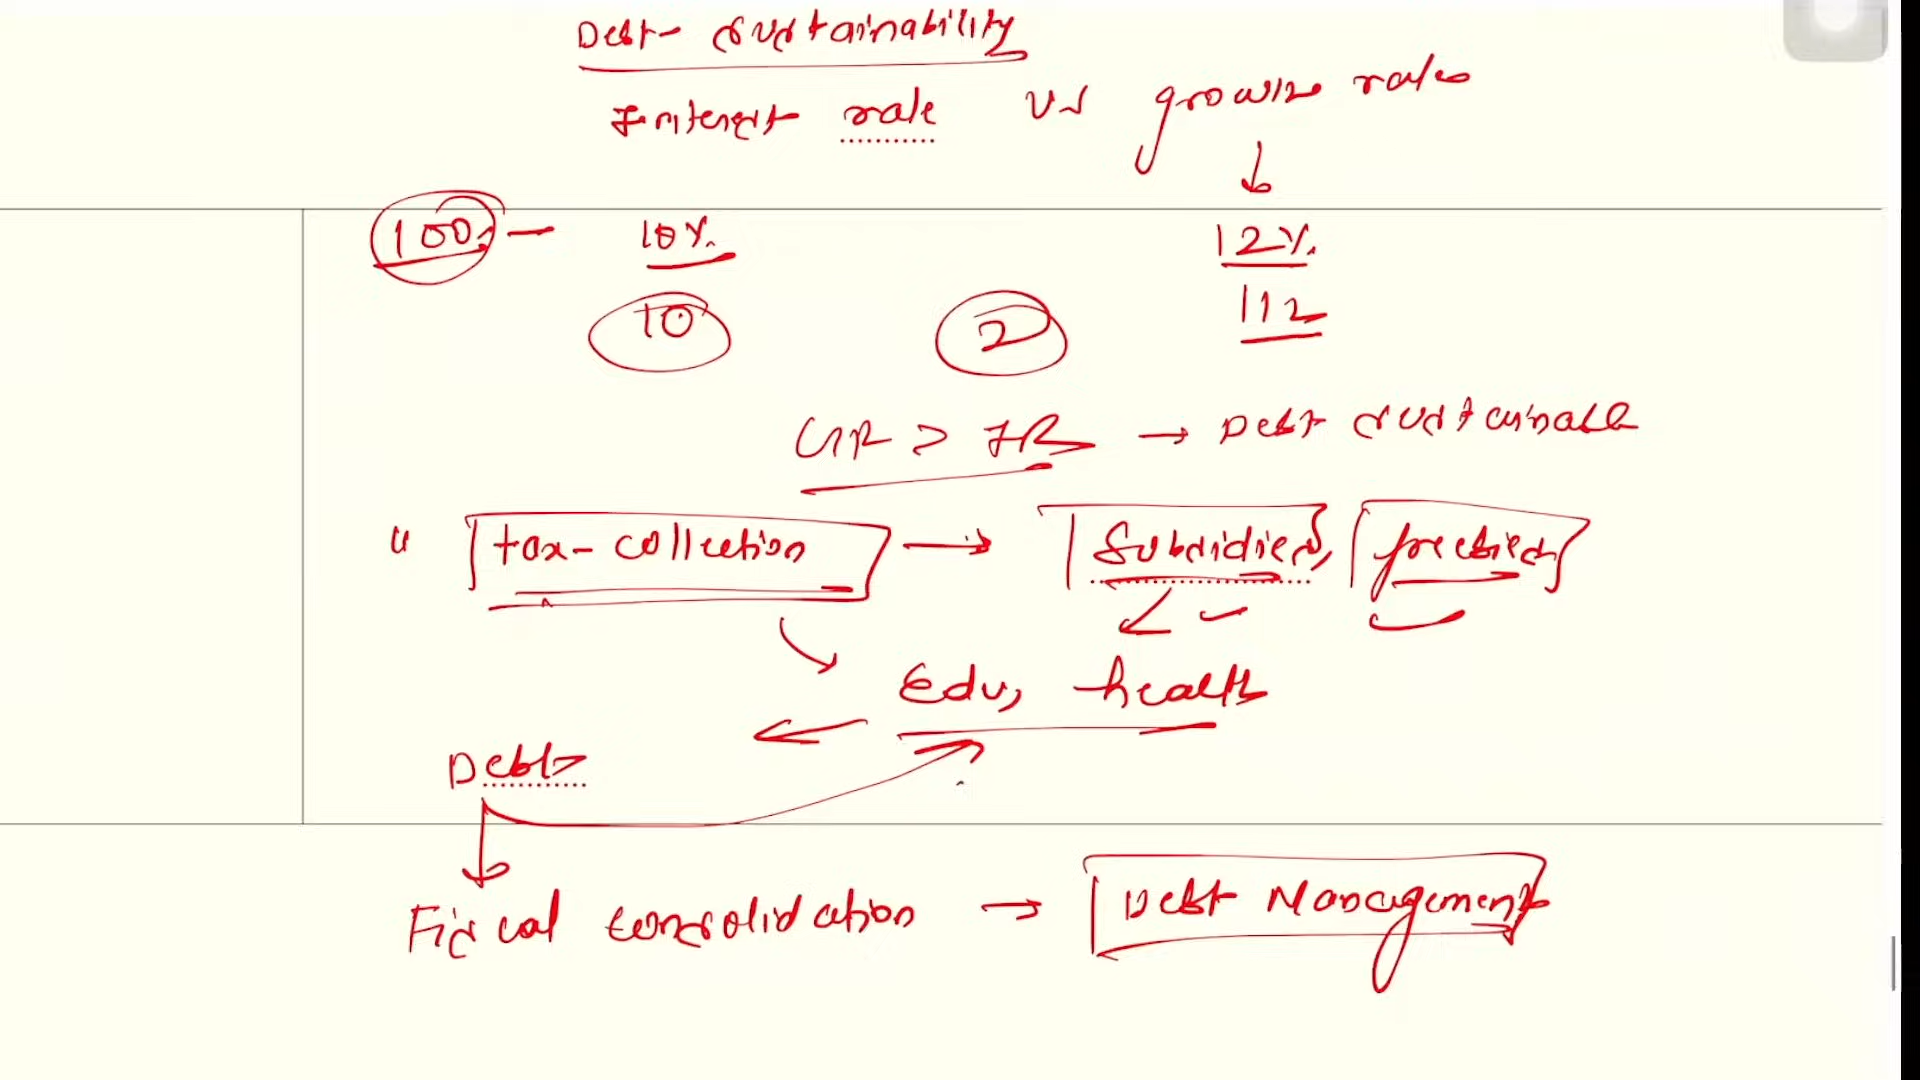 Debt sustainability
Interest rate vs growth rate
100 - 10% 12%
10 2 112
GR > IR → Debt sustainable
" tax-collection → Subsidies, freebies
Edu, health
Debt
Fiscal consolidation → Debt Management